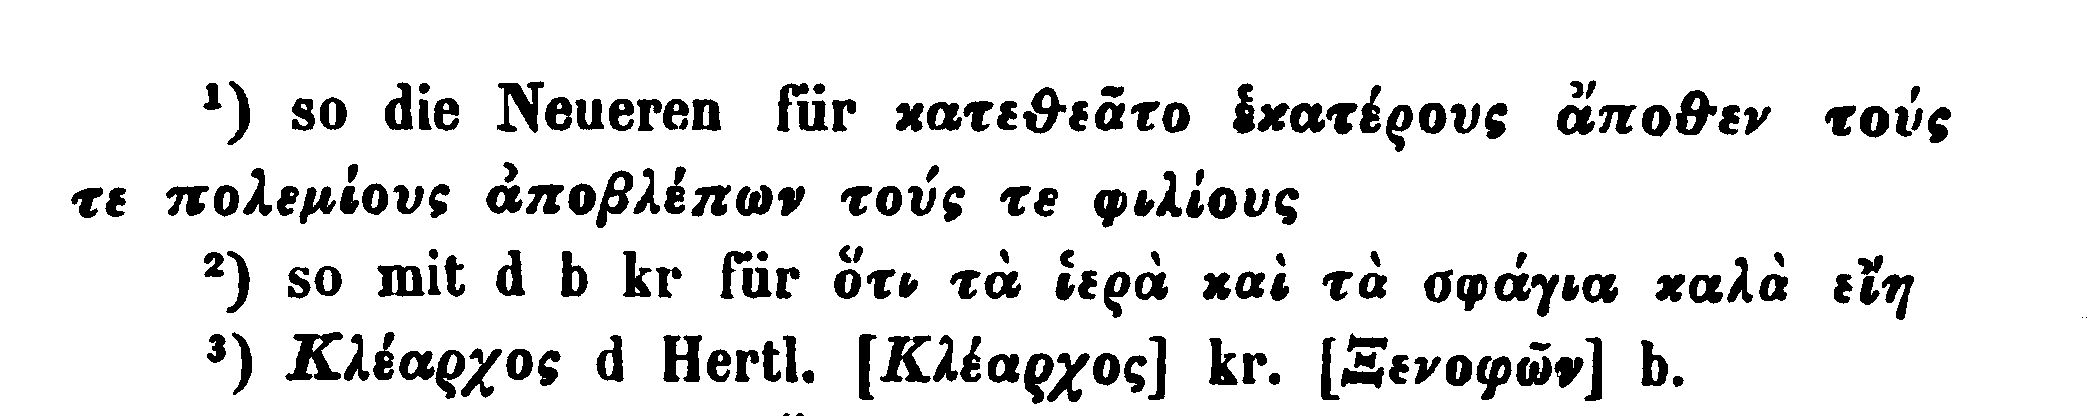 ¹) so die Neueren für κατεθεᾶτο ἑκατέρους ἄποθεν τούς
τε πολεμίους ἀποβλέπων τούς τε φιλίους
²) so mit d b kr für ὅτι τὰ ἱερὰ καὶ τὰ σφάγια καλὰ εἴη
³) Κλέαρχος d Hertl. [Κλέαρχος] kr. [Ξενοφῶν] b.